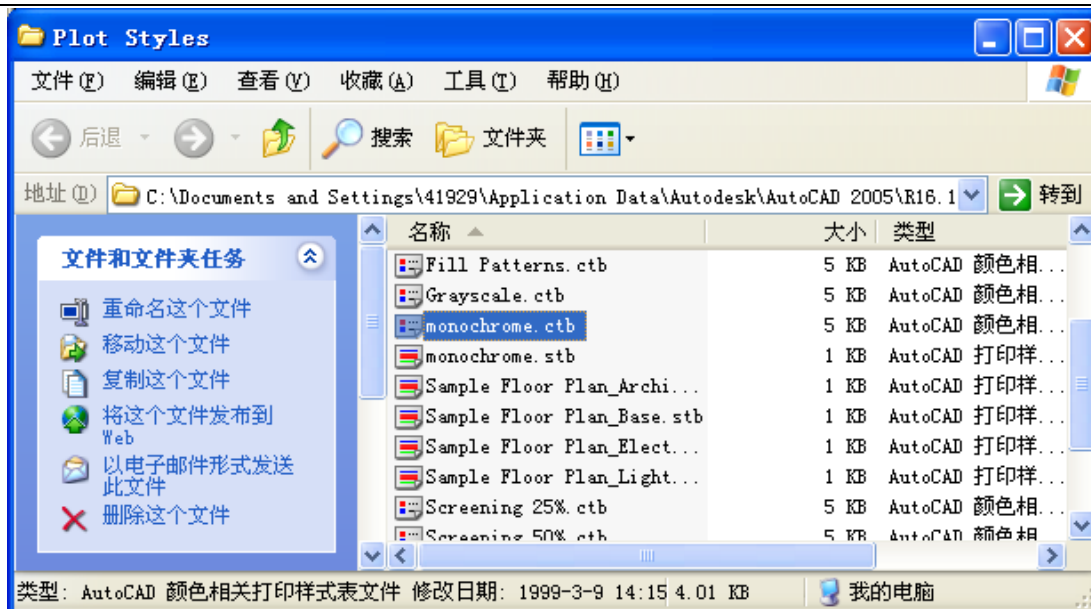 Plot Styles
文件(F) 编辑(E) 查看(V) 收藏(A) 工具(T) 帮助(H)
后退 搜索 文件夹
地址(D) C:\Documents and Settings\41929\Application Data\Autodesk\AutoCAD 2005\R16.1 转到
文件和文件夹任务
重命名这个文件
移动这个文件
复制这个文件
将这个文件发布到
Web
以电子邮件形式发送
此文件
删除这个文件
名称 大小 类型
Fill Patterns.ctb 5 KB AutoCAD 颜色相...
Grayscale.ctb 5 KB AutoCAD 颜色相...
monochrome.ctb 5 KB AutoCAD 颜色相...
monochrome.stb 1 KB AutoCAD 打印样...
Sample Floor Plan_Archi... 1 KB AutoCAD 打印样...
Sample Floor Plan_Base.stb 1 KB AutoCAD 打印样...
Sample Floor Plan_Elect... 1 KB AutoCAD 打印样...
Sample Floor Plan_Light... 1 KB AutoCAD 打印样...
Screening 25%.ctb 5 KB AutoCAD 颜色相...
Screening 50%.ctb 5 KB AutoCAD 颜色相...
类型: AutoCAD 颜色相关打印样式表文件 修改日期: 1999-3-9 14:15 4.01 KB 我的电脑